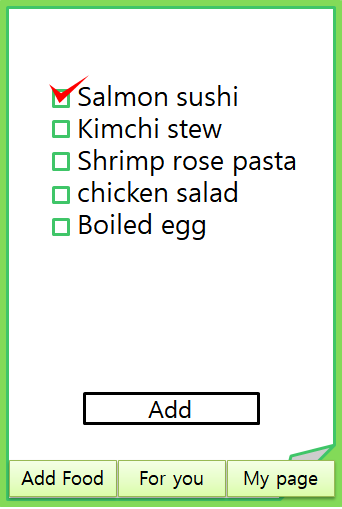 Salmon sushi
Kimchi stew
Shrimp rose pasta
chicken salad
Boiled egg
Add
Add Food For you My page